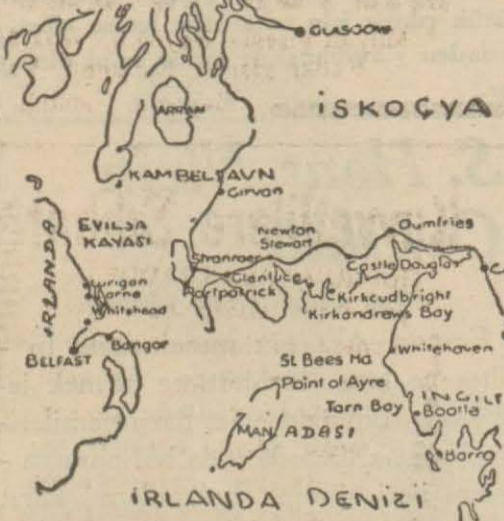 GLASGOW
İSKOÇYA
ARRAN
KAMBELTAVN
Girvan
EVİLSA
KAYASI
Newton
Stewart
Dumfries
İRLANDA
Stranraer
Glenluce
Castle Douglas
Portpatrick
Kirkcudbright
Kirkandrews Bay
Lurigan
Larne
Whitehead
BELFAST
Bangor
St Bees Hd
Whitehaven
Point of Ayre
Tarn Bay
Bootle
MAN ADASI
Barro
İRLANDA DENİZİ